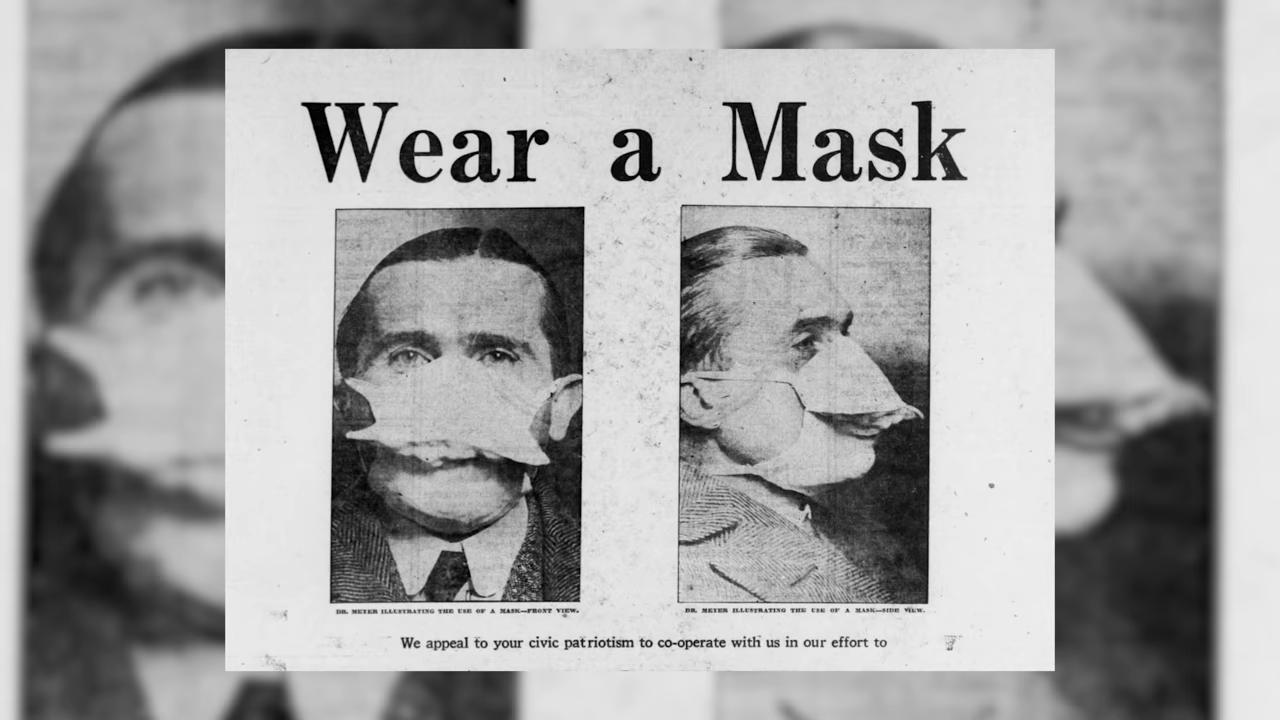 Wear a Mask
DR. MEYER ILLUSTRATING THE USE OF A MASK—FRONT VIEW.
DR. MEYER ILLUSTRATING THE USE OF A MASK—SIDE VIEW.
We appeal to your civic patriotism to co-operate with us in our effort to